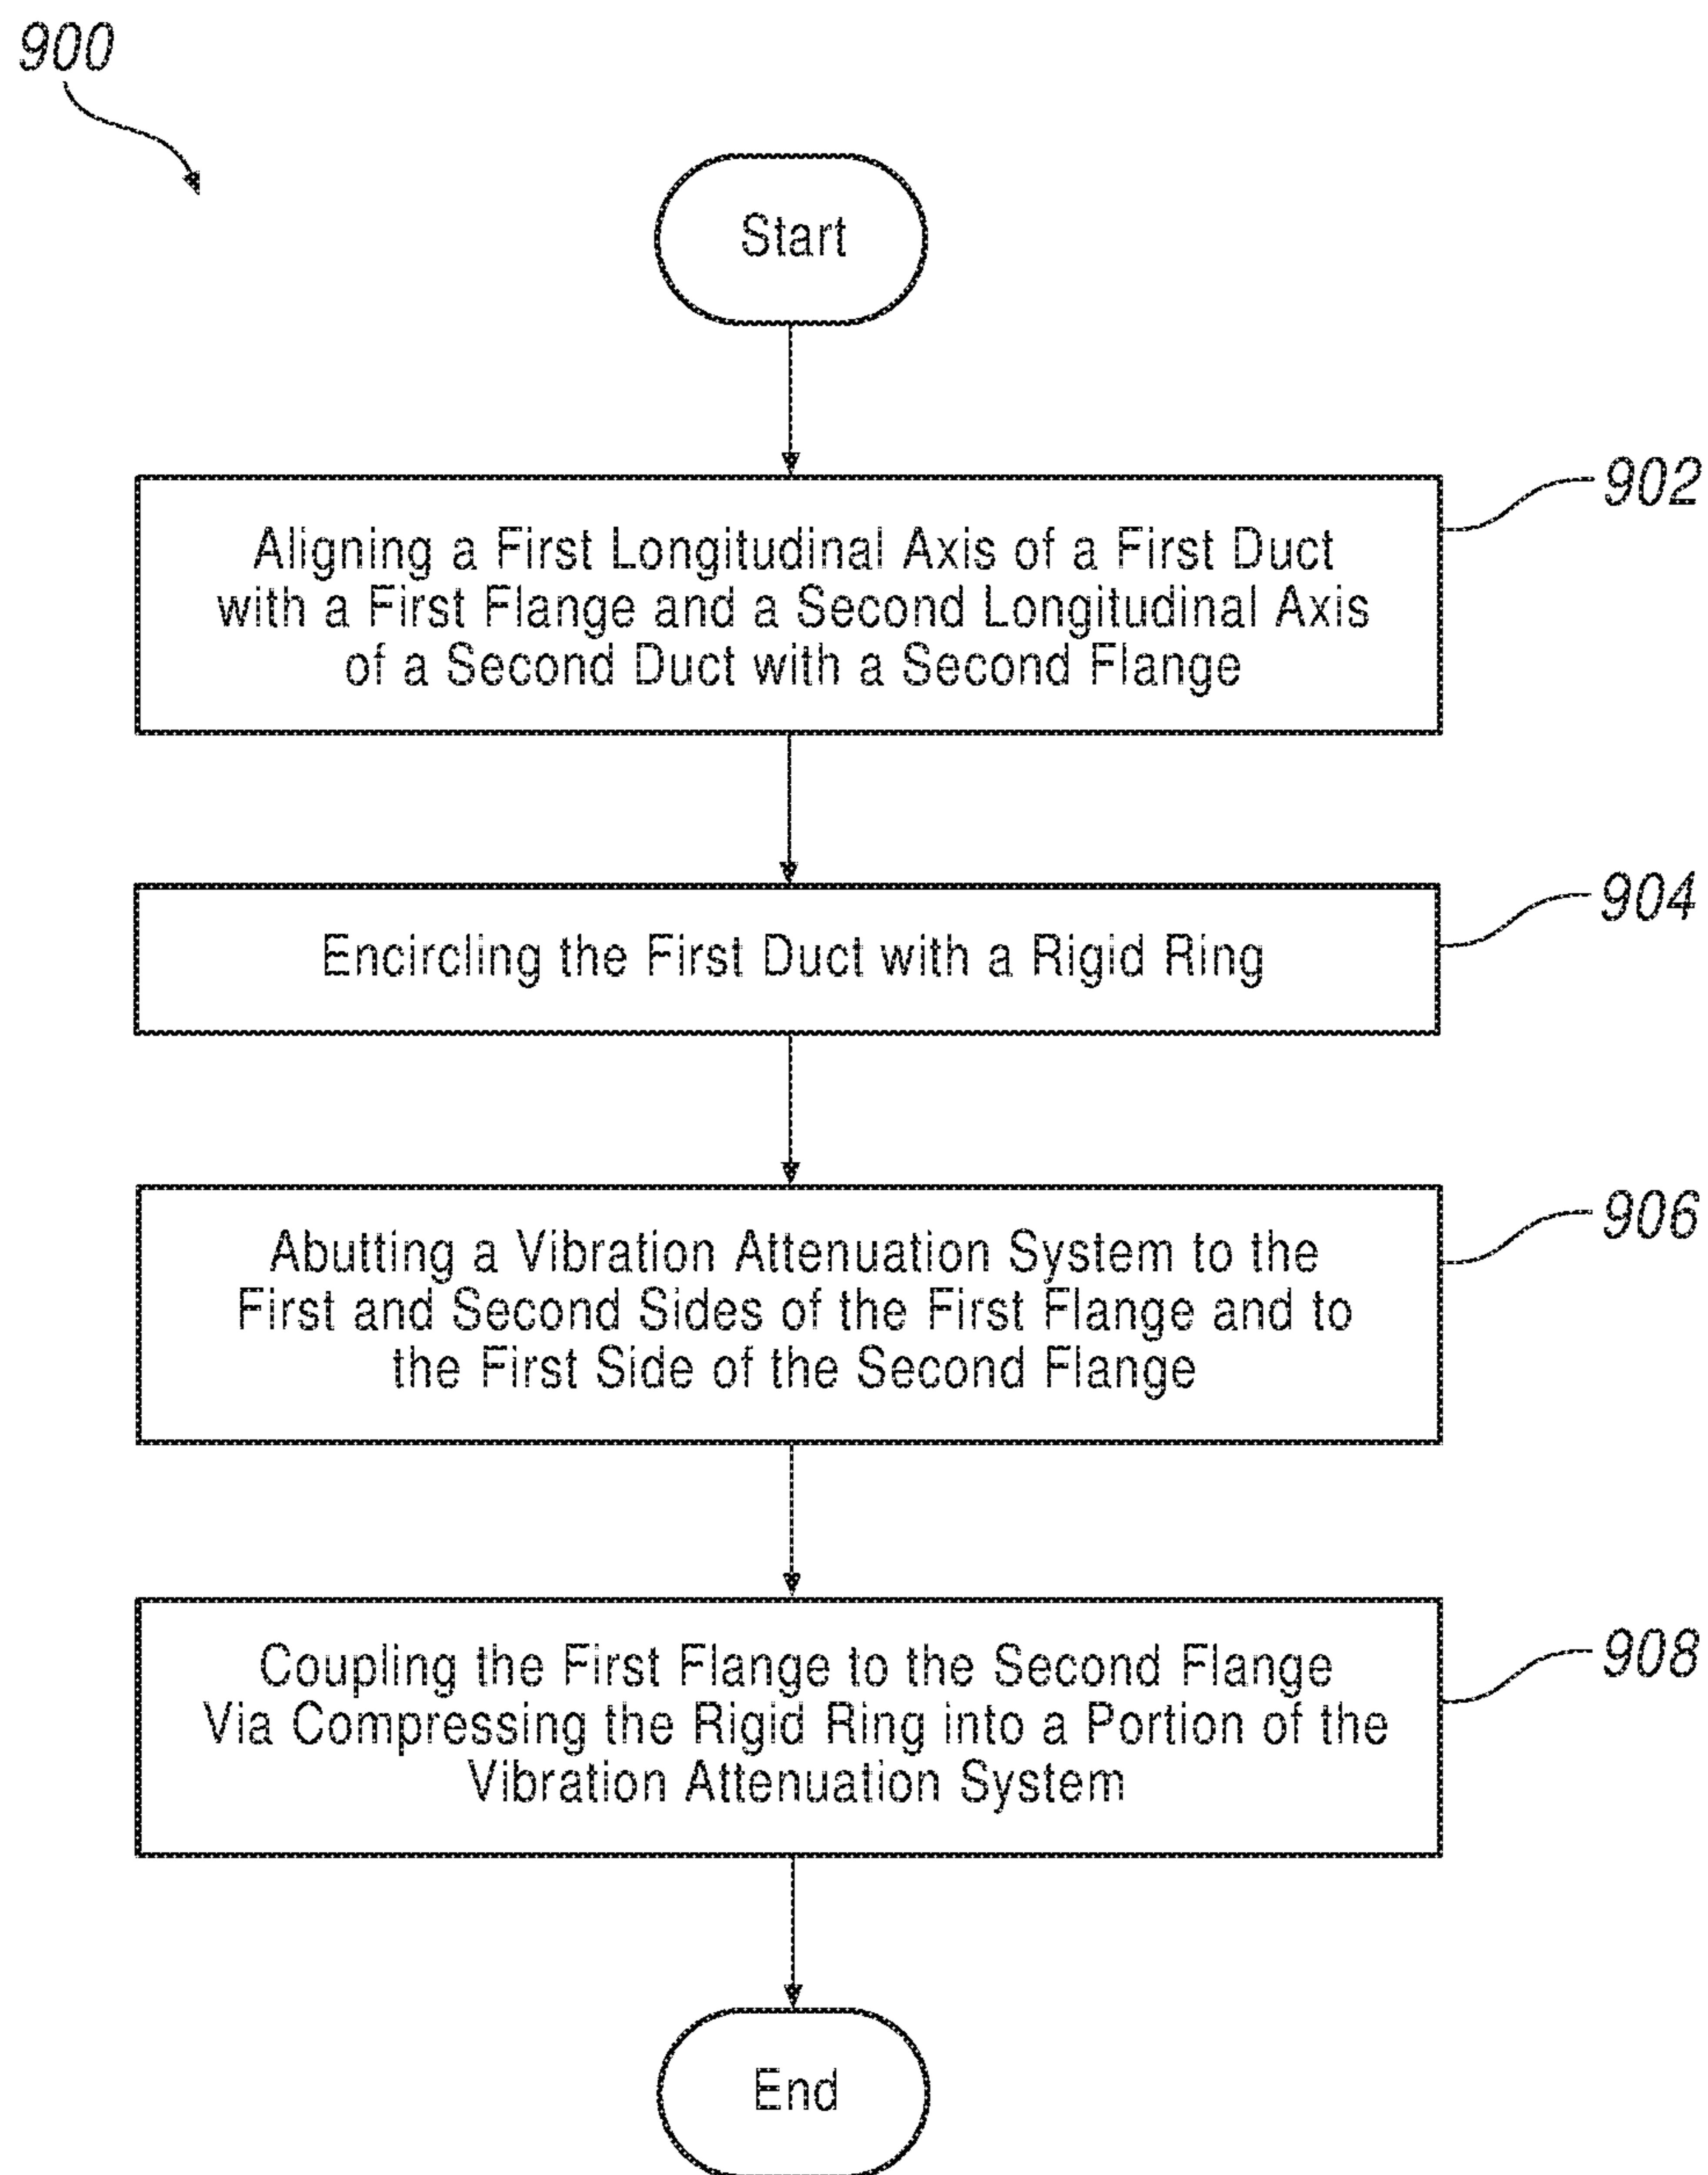 900
Start
902
Aligning a First Longitudinal Axis of a First Duct
with a First Flange and a Second Longitudinal Axis
of a Second Duct with a Second Flange
904
Encircling the First Duct with a Rigid Ring
906
Abutting a Vibration Attenuation System to the
First and Second Sides of the First Flange and to
the First Side of the Second Flange
908
Coupling the First Flange to the Second Flange
Via Compressing the Rigid Ring into a Portion of the
Vibration Attenuation System
End